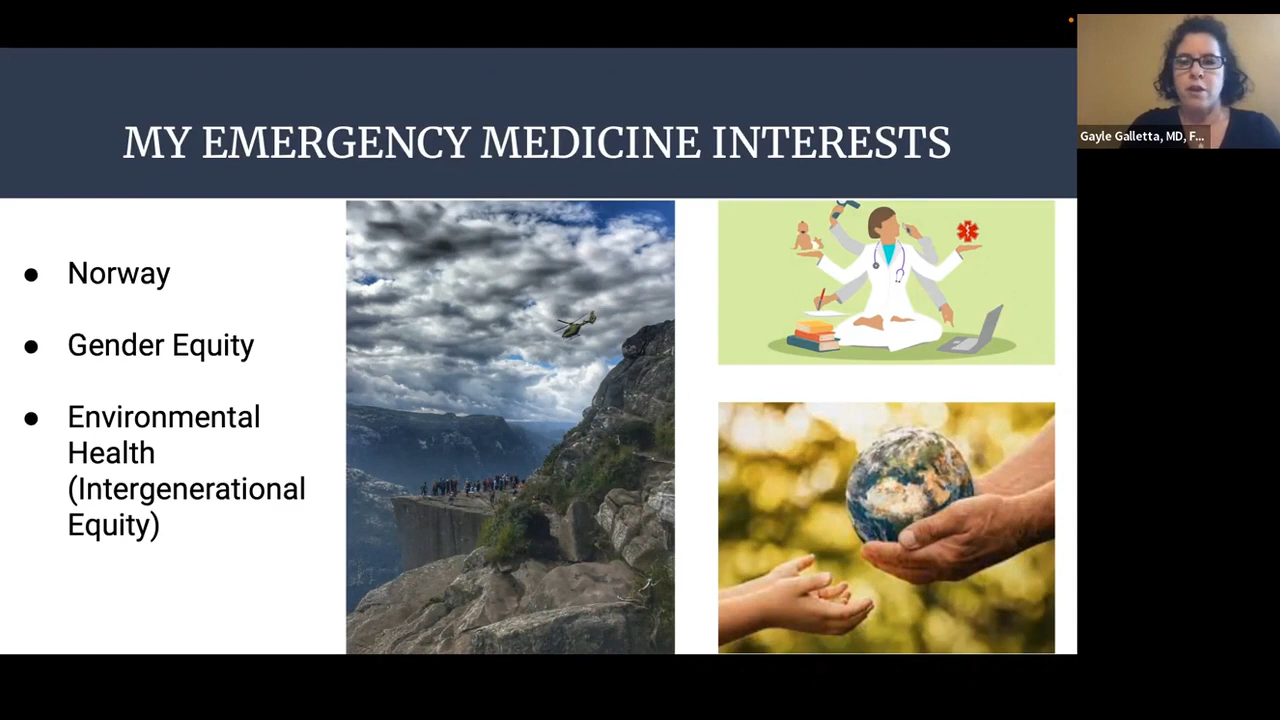 MY EMERGENCY MEDICINE INTERESTS
Gayle Galletta, MD, F...
● Norway
● Gender Equity
● Environmental
Health
(Intergenerational
Equity)